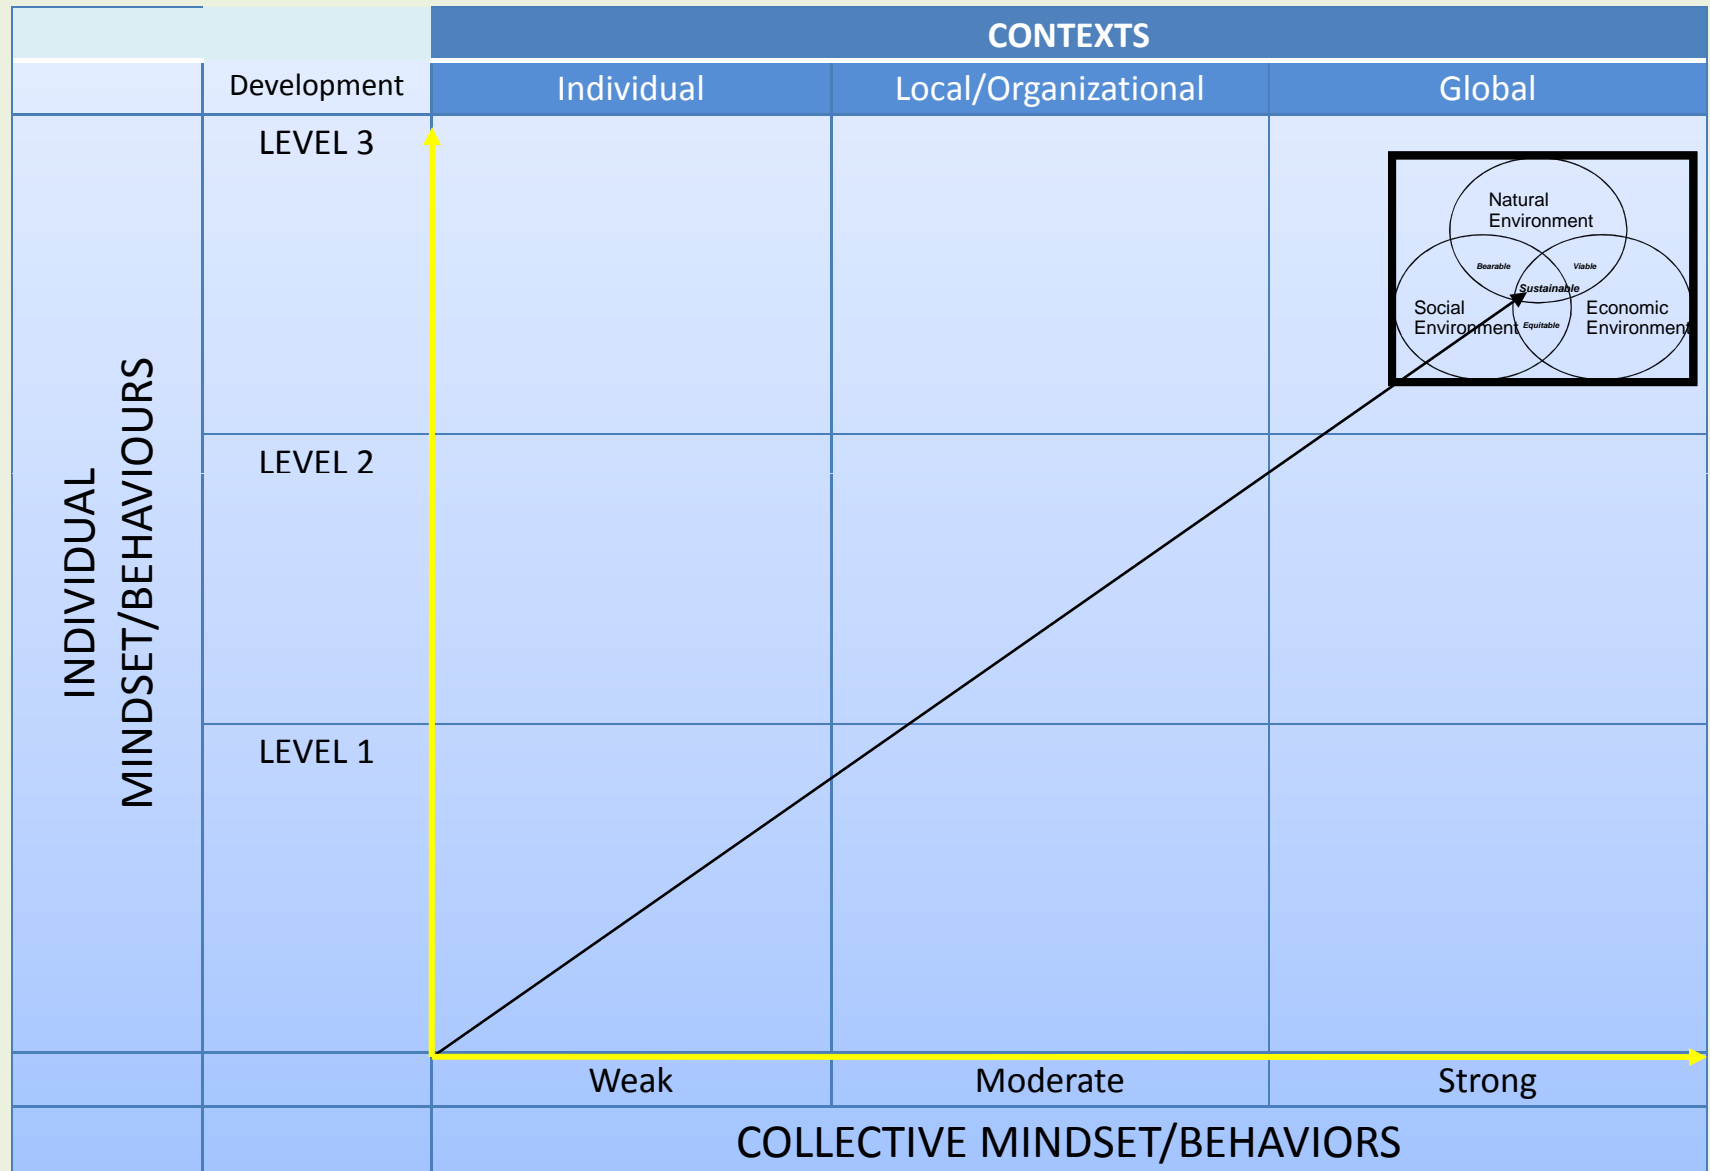 CONTEXTS
Development
Individual
Local/Organizational
Global
LEVEL 3
Natural
Environment
Bearable
Viable
Sustainable
Social
Environment
Equitable
Economic
Environment
INDIVIDUAL
MINDSET/BEHAVIOURS
LEVEL 2
LEVEL 1
Weak
Moderate
Strong
COLLECTIVE MINDSET/BEHAVIORS